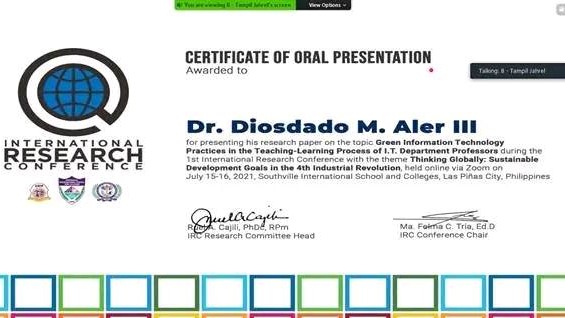 You are viewing B - Tampil Jahrel's screen
View Options
CERTIFICATE OF ORAL PRESENTATION
Awarded to
Talking: B - Tampil Jahrel
Dr. Diosdado M. Aler III
for presenting his research paper on the topic Green Information Technology
Practices in the Teaching-Learning Process of I.T. Department Professors during the
1st International Research Conference with the theme Thinking Globally: Sustainable
Development Goals in the 4th Industrial Revolution, held online via Zoom on
July 15-16, 2021, Southville International School and Colleges, Las Piñas City, Philippines
INTERNATIONAL
RESEARCH
CONFERENCE
Ruel A. Cajili, PhDc, RPm
IRC Research Committee Head
Ma. Felma C. Tria, Ed.D
IRC Conference Chair